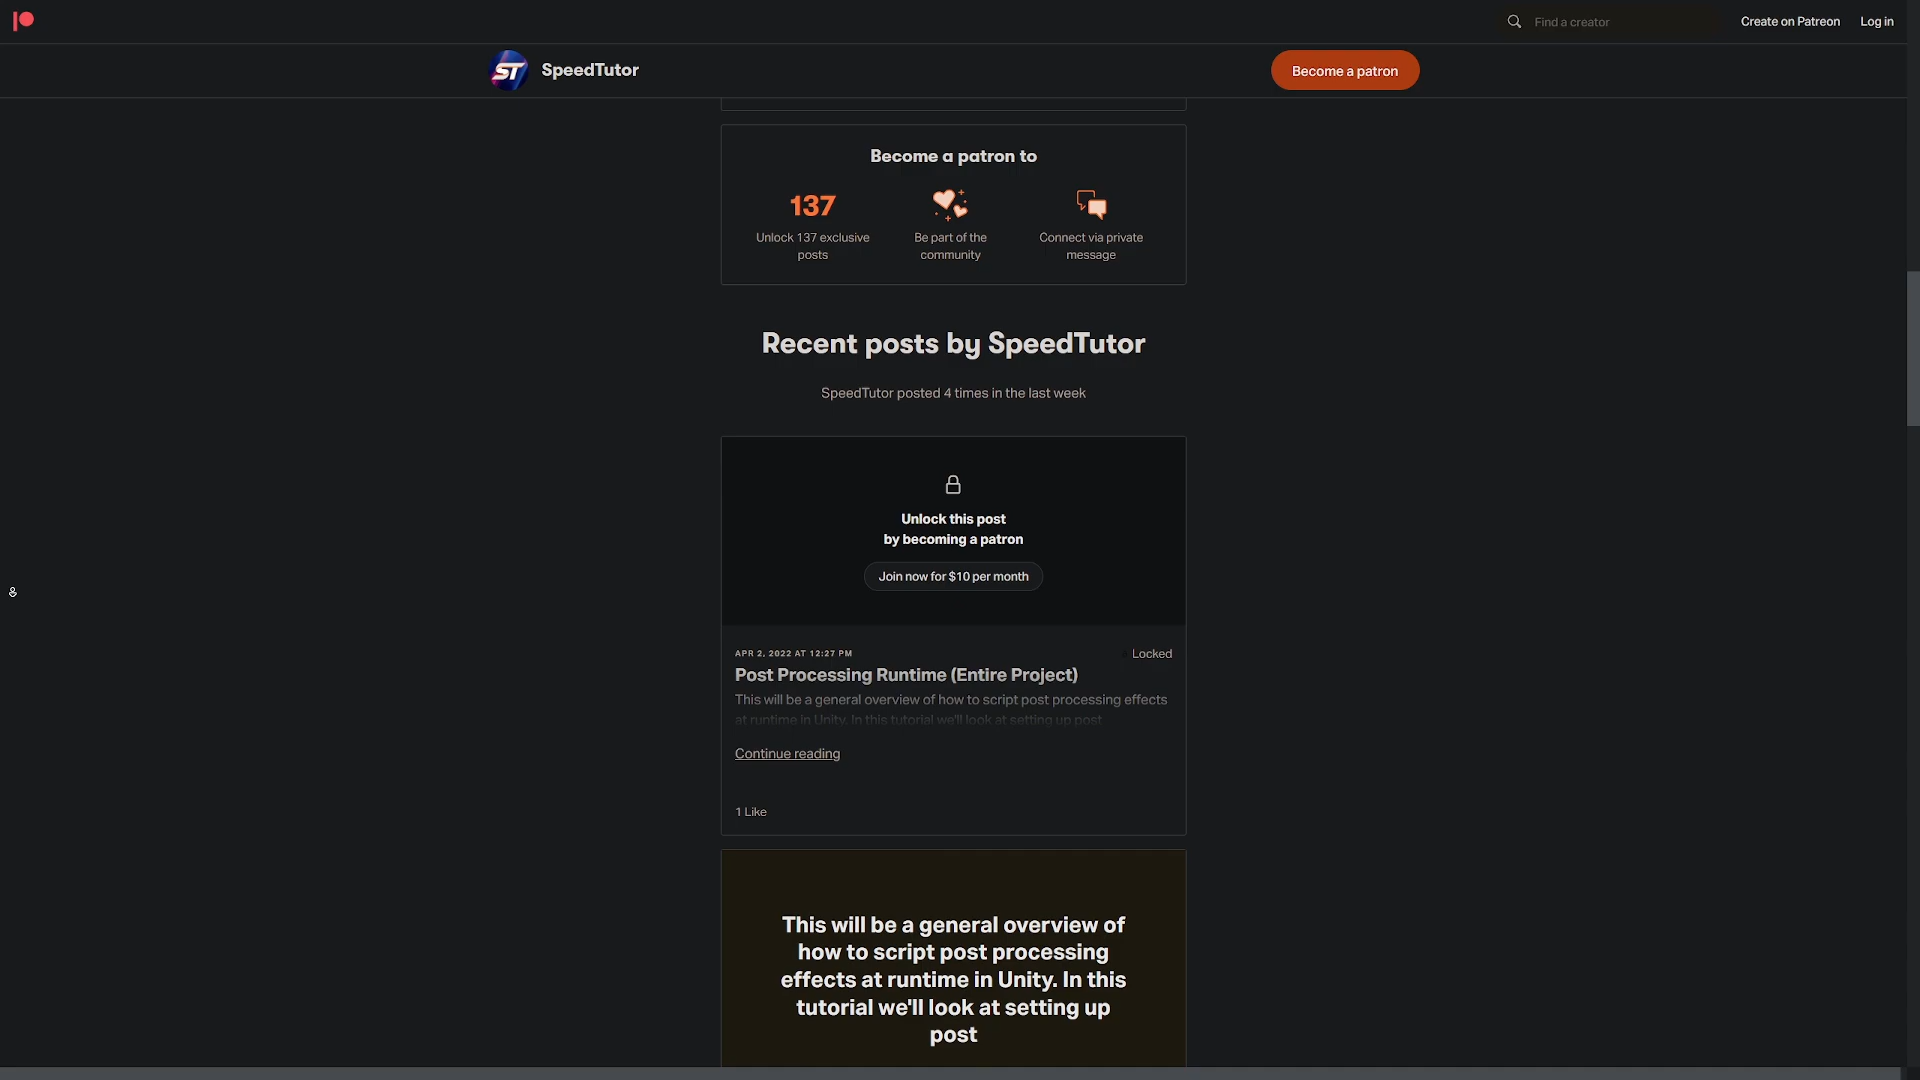 Find a creator
Create on Patreon
Log in
ST
SpeedTutor
Become a patron
Become a patron to
137
Unlock 137 exclusive
posts
Be part of the
community
Connect via private
message
Recent posts by SpeedTutor
SpeedTutor posted 4 times in the last week
Unlock this post
by becoming a patron
Join now for $10 per month
APR 2, 2022 AT 12:27 PM
Locked
Post Processing Runtime (Entire Project)
This will be a general overview of how to script post processing effects
at runtime in Unity. In this tutorial we'll look at setting up post
Continue reading
1 Like
This will be a general overview of
how to script post processing
effects at runtime in Unity. In this
tutorial we'll look at setting up
post